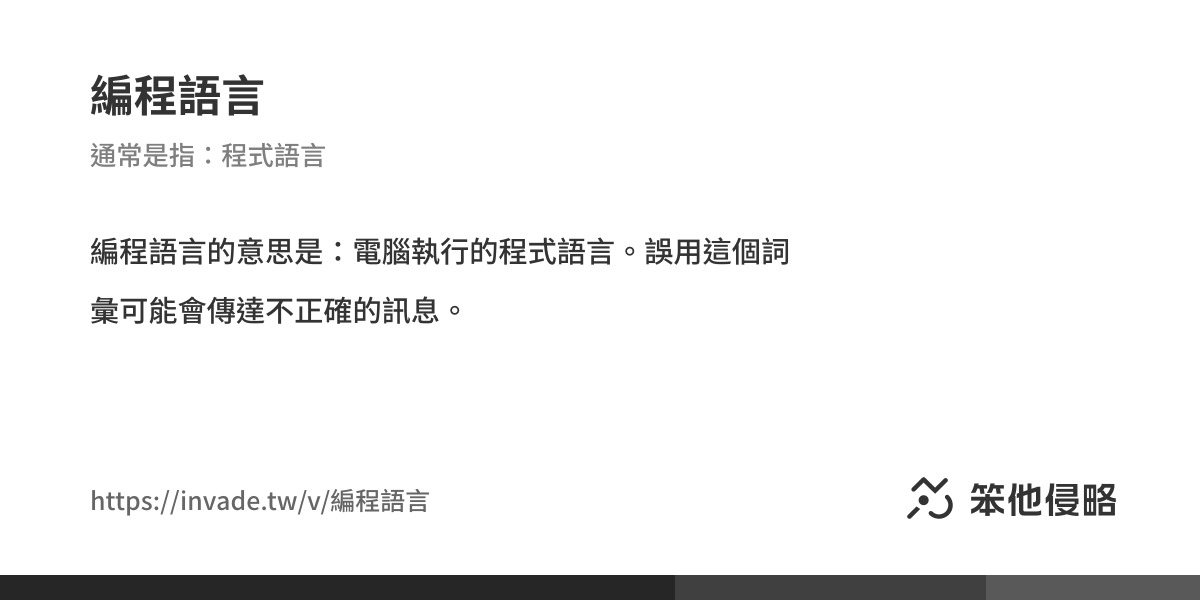 編程語言
通常是指：程式語言
編程語言的意思是：電腦執行的程式語言。誤用這個詞
彙可能會傳達不正確的訊息。
https://invade.tw/v/編程語言
笨他侵略